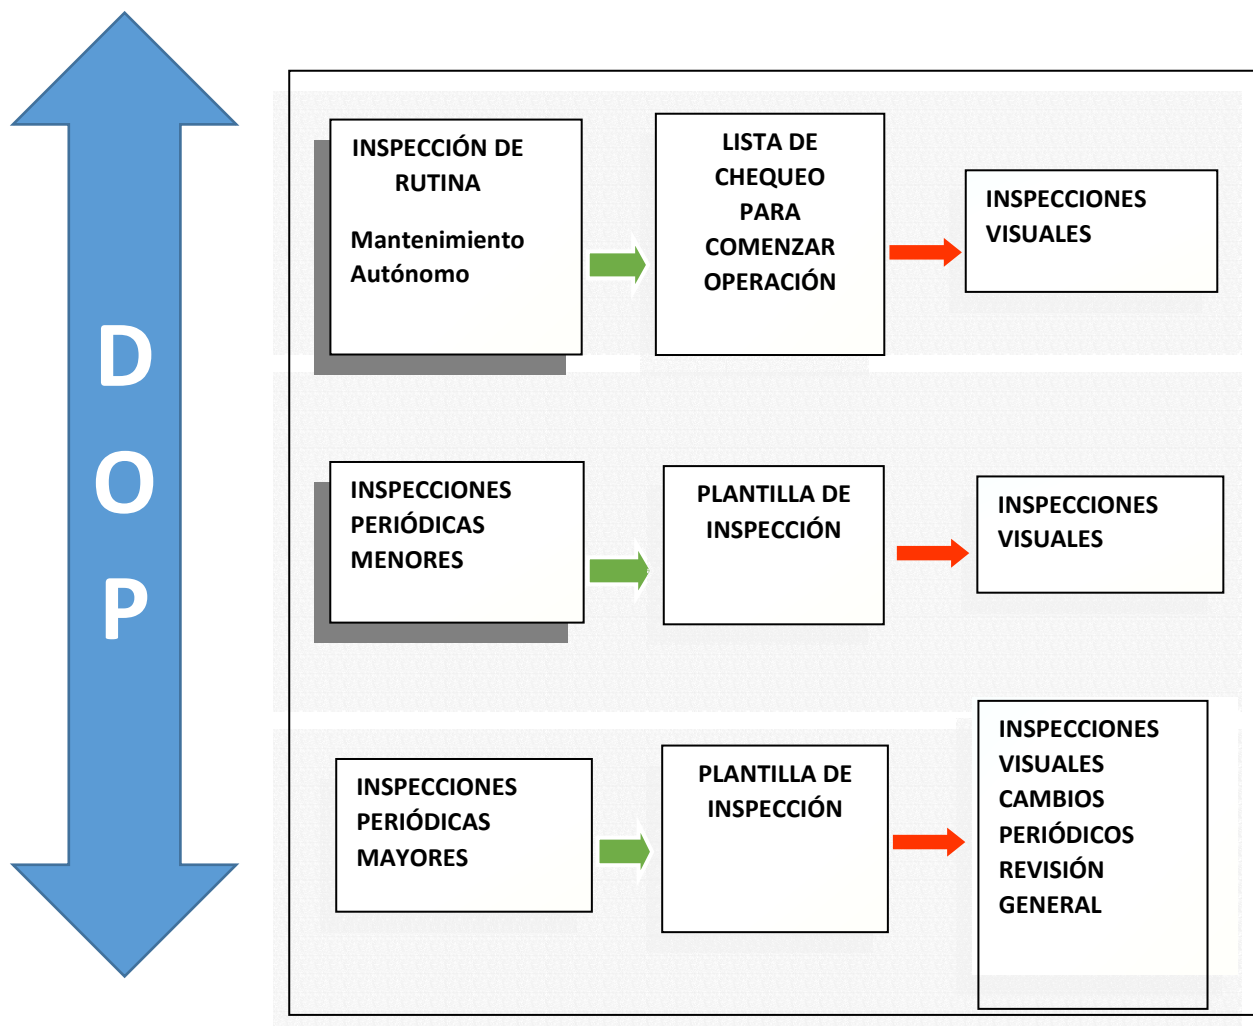 D
O
P
INSPECCIÓN DE
RUTINA
Mantenimiento
Autónomo
LISTA DE
CHEQUEO
PARA
COMENZAR
OPERACIÓN
INSPECCIONES
VISUALES
INSPECCIONES
PERIÓDICAS
MENORES
PLANTILLA DE
INSPECCIÓN
INSPECCIONES
VISUALES
INSPECCIONES
PERIÓDICAS
MAYORES
PLANTILLA DE
INSPECCIÓN
INSPECCIONES
VISUALES
CAMBIOS
PERIÓDICOS
REVISIÓN
GENERAL